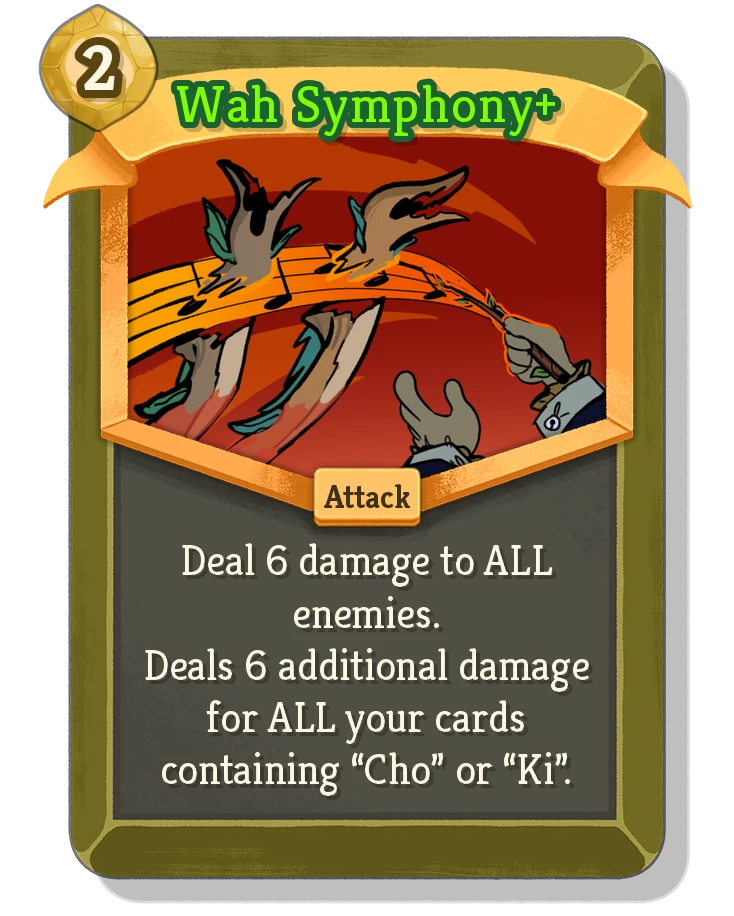 2
Wah Symphony+
Attack
Deal 6 damage to ALL
enemies.
Deals 6 additional damage
for ALL your cards
containing “Cho” or “Ki”.